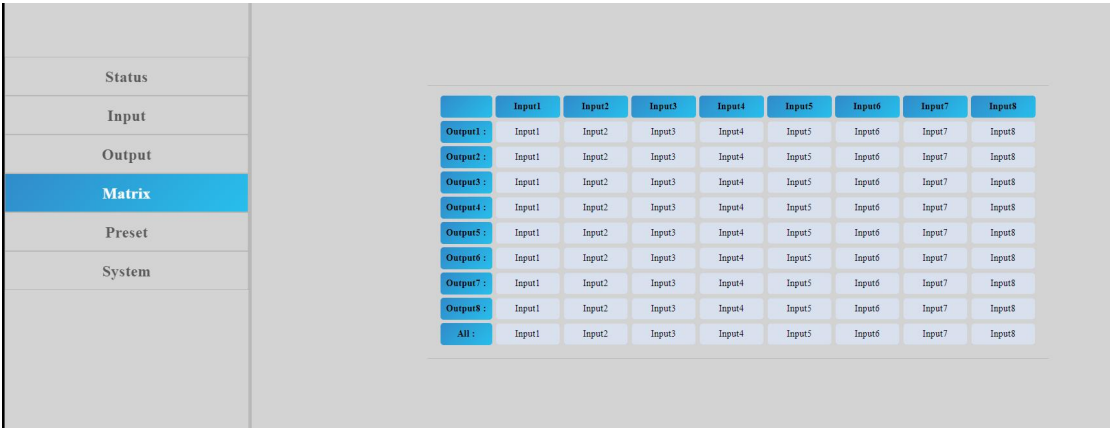 Status
Input
Output
Matrix
Preset
System
Input1 Input2 Input3 Input4 Input5 Input6 Input7 Input8
Output1 : Input1 Input2 Input3 Input4 Input5 Input6 Input7 Input8
Output2 : Input1 Input2 Input3 Input4 Input5 Input6 Input7 Input8
Output3 : Input1 Input2 Input3 Input4 Input5 Input6 Input7 Input8
Output4 : Input1 Input2 Input3 Input4 Input5 Input6 Input7 Input8
Output5 : Input1 Input2 Input3 Input4 Input5 Input6 Input7 Input8
Output6 : Input1 Input2 Input3 Input4 Input5 Input6 Input7 Input8
Output7 : Input1 Input2 Input3 Input4 Input5 Input6 Input7 Input8
Output8 : Input1 Input2 Input3 Input4 Input5 Input6 Input7 Input8
All : Input1 Input2 Input3 Input4 Input5 Input6 Input7 Input8